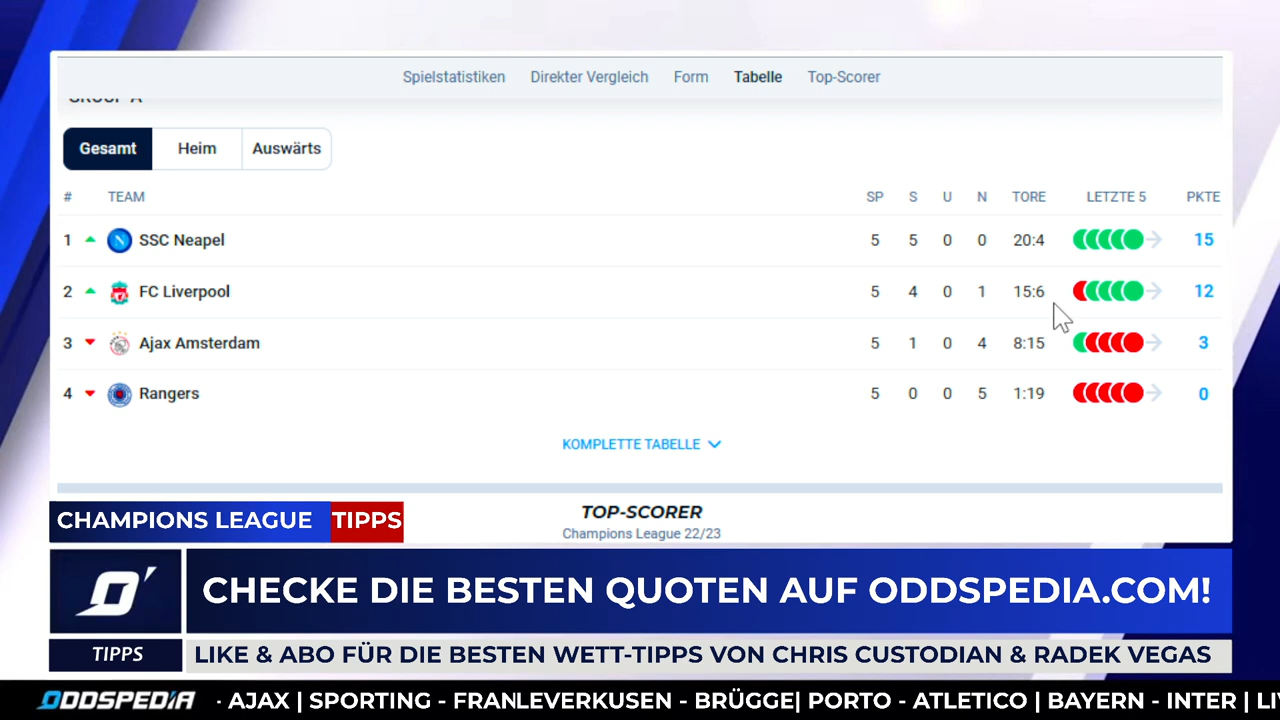 Spielstatistiken Direkter Vergleich Form Tabelle Top-Scorer
GROUP A
Gesamt Heim Auswärts
# TEAM SP S U N TORE LETZTE 5 PKTE
1 SSC Neapel 5 5 0 0 20:4 15
2 FC Liverpool 5 4 0 1 15:6 12
3 Ajax Amsterdam 5 1 0 4 8:15 3
4 Rangers 5 0 0 5 1:19 0
KOMPLETTE TABELLE
TOP-SCORER
Champions League 22/23
CHAMPIONS LEAGUE TIPPS
CHECKE DIE BESTEN QUOTEN AUF ODDSPEDIA.COM!
TIPPS LIKE & ABO FÜR DIE BESTEN WETT-TIPPS VON CHRIS CUSTODIAN & RADEK VEGAS
ODDSPEDIA - AJAX | SPORTING - FRANLEVERKUSEN - BRÜGGE| PORTO - ATLETICO | BAYERN - INTER | LI